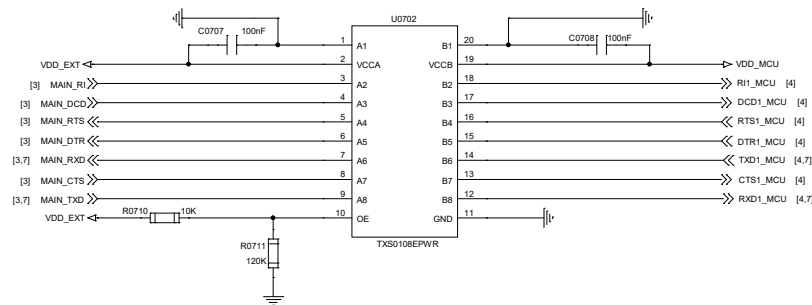 U0702
C0707 100nF
C0708 100nF
1 A1 B1 20
VDD_EXT 2 VCCA VCCB 19 VDD_MCU
[3] MAIN_RI 3 A2 B2 18 RI1_MCU [4]
[3] MAIN_DCD 4 A3 B3 17 DCD1_MCU [4]
[3] MAIN_RTS 5 A4 B4 16 RTS1_MCU [4]
[3] MAIN_DTR 6 A5 B5 15 DTR1_MCU [4]
[3,7] MAIN_RXD 7 A6 B6 14 TXD1_MCU [4,7]
[3] MAIN_CTS 8 A7 B7 13 CTS1_MCU [4]
[3,7] MAIN_TXD 9 A8 B8 12 RXD1_MCU [4,7]
VDD_EXT R0710 10K 10 OE GND 11
R0711
120K
TXS0108EPWR